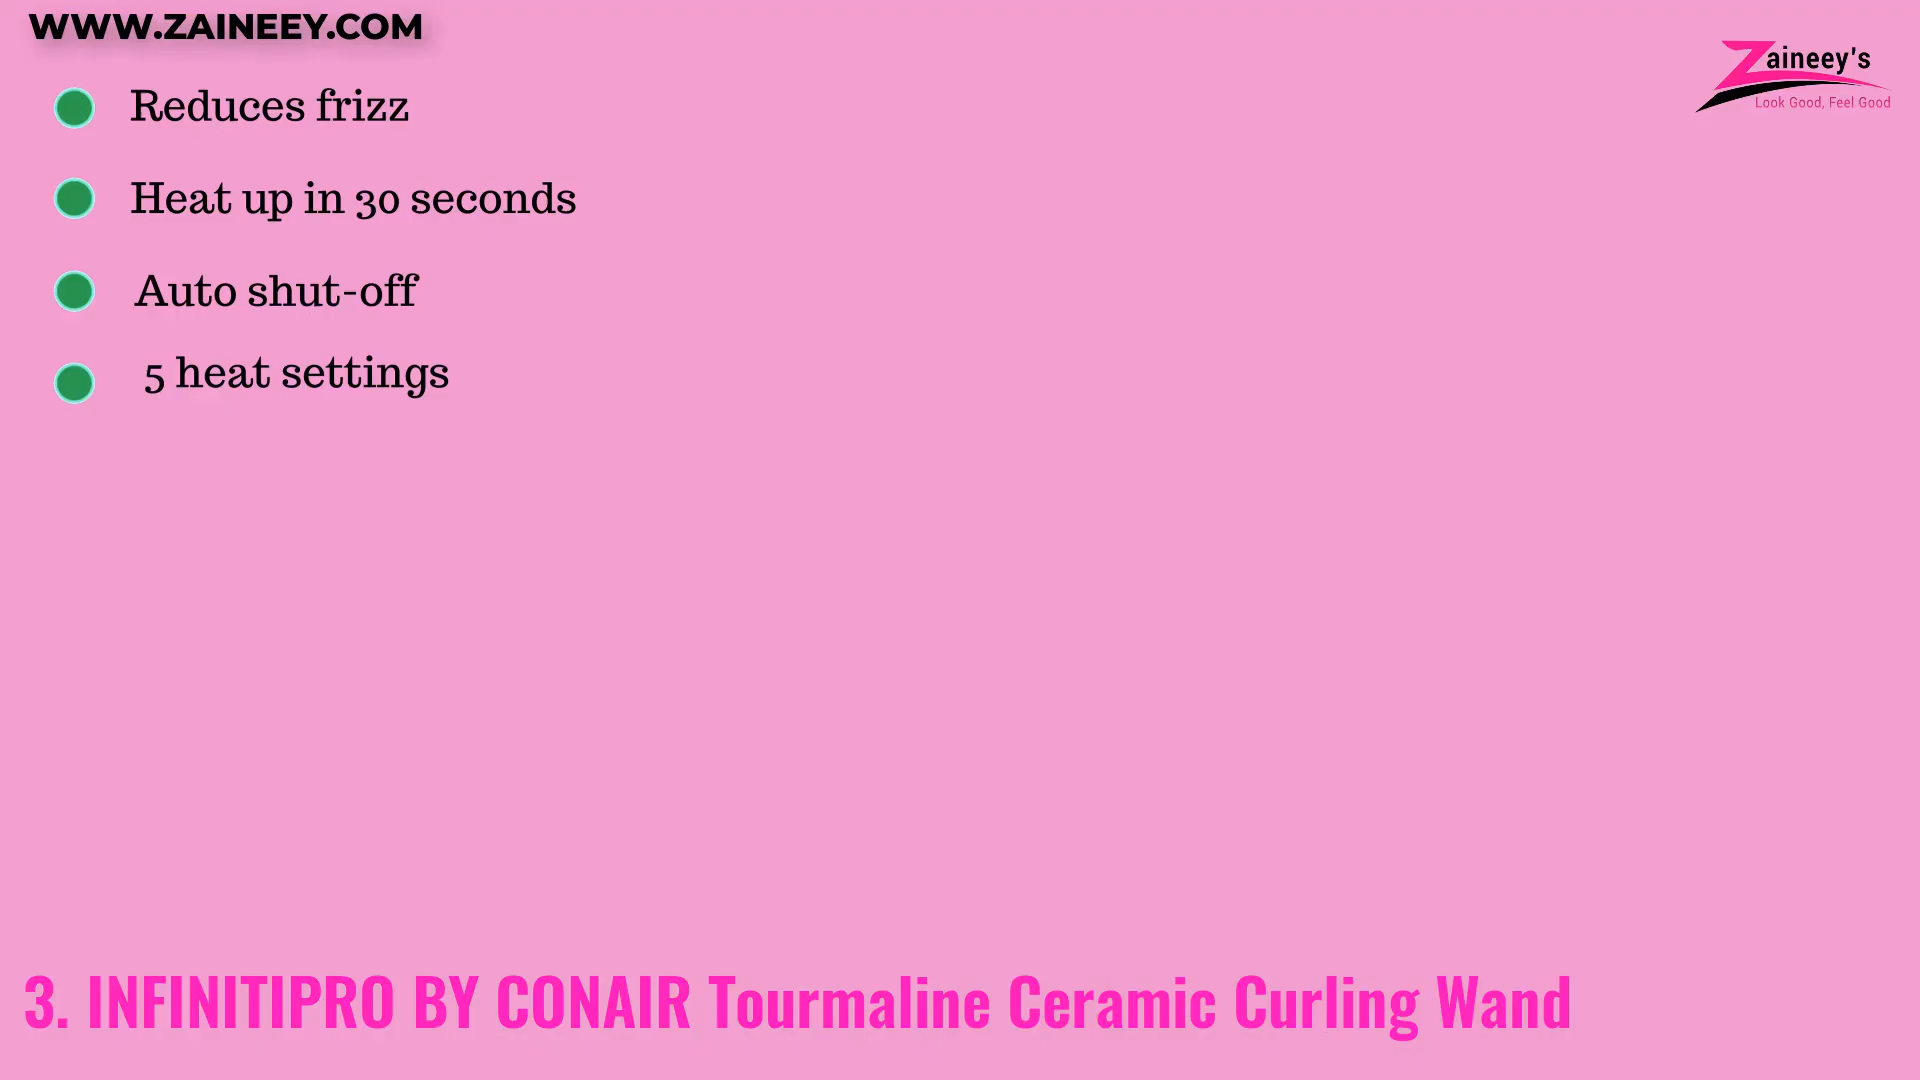 WWW.ZAINEEY.COM
Zaineey's
Look Good, Feel Good
Reduces frizz
Heat up in 30 seconds
Auto shut-off
5 heat settings
3. INFINITIPRO BY CONAIR Tourmaline Ceramic Curling Wand